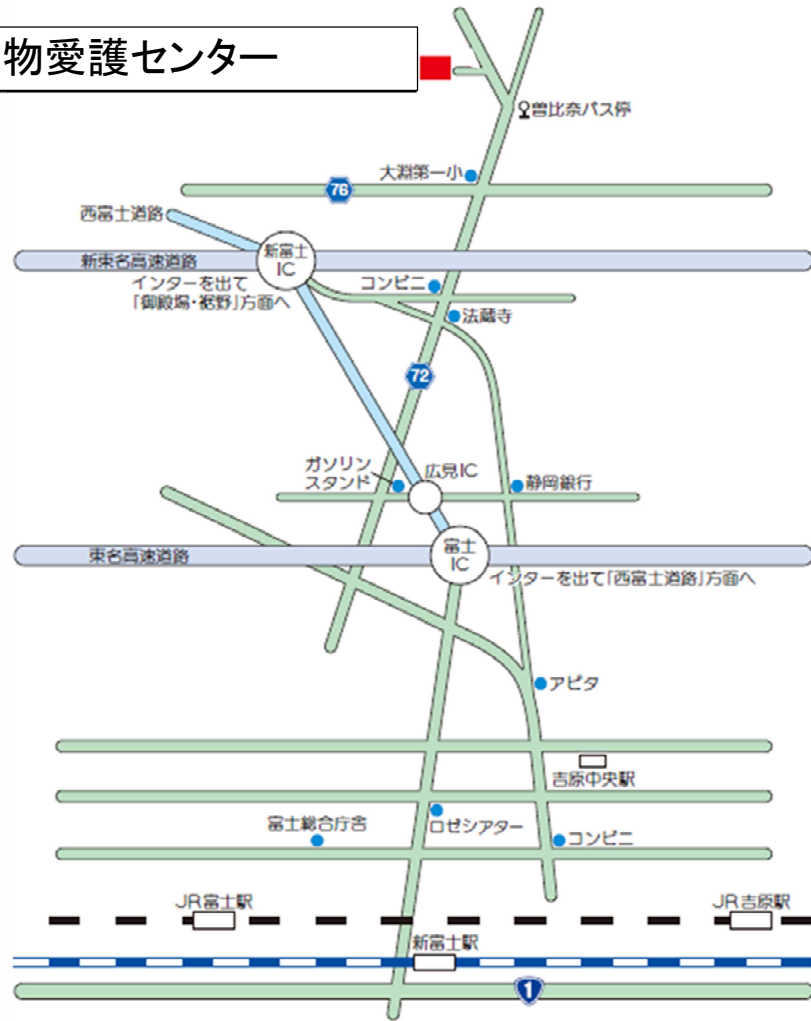 物愛護センター
曽比奈バス停
大淵第一小
76
西富士道路
新富士
IC
新東名高速道路
インターを出て
「御殿場・裾野」方面へ
コンビニ
法蔵寺
72
ガソリン
スタンド
広見IC
静岡銀行
東名高速道路
富士
IC
インターを出て「西富士道路」方面へ
アピタ
吉原中央駅
富士総合庁舎
ロゼシアター
コンビニ
JR富士駅
JR吉原駅
新富士駅
1